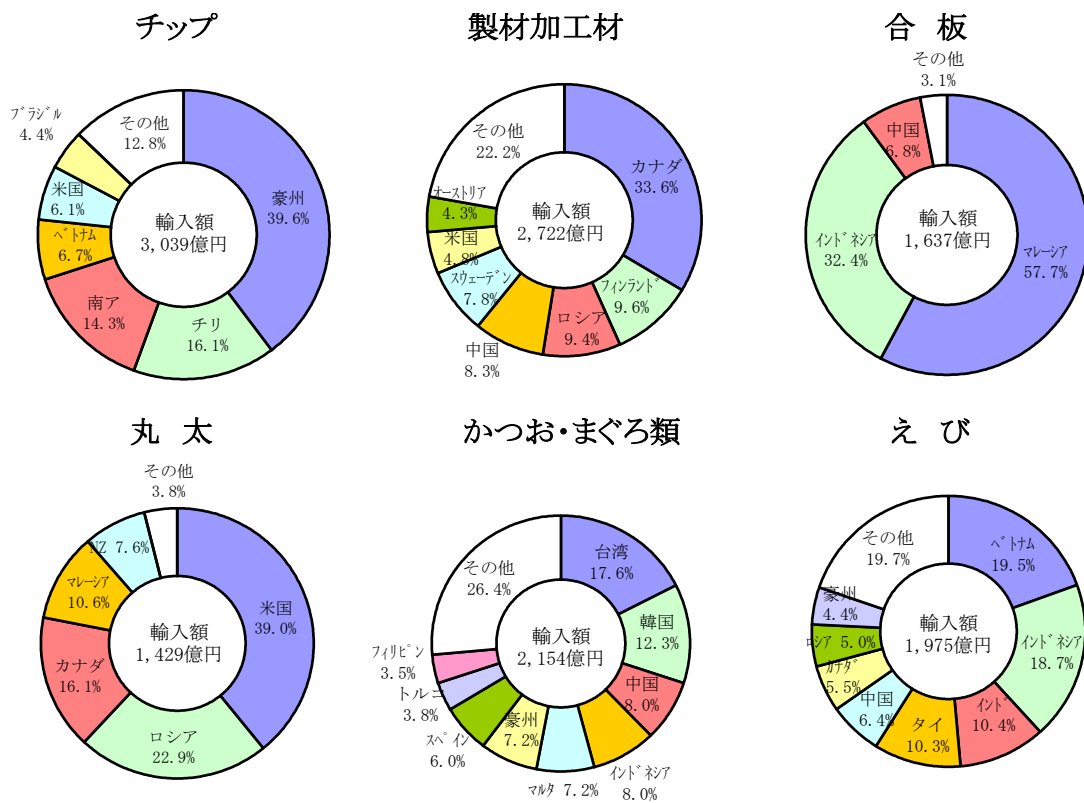 チップ
豪州
39.6%
チリ
16.1%
南ア
14.3%
ベトナム
6.7%
米国
6.1%
ブラジル
4.4%
その他
12.8%
輸入額
3,039億円
製材加工材
カナダ
33.6%
フィンランド
9.6%
ロシア
9.4%
中国
8.3%
スウェーデン
7.8%
米国
4.8%
オーストリア
4.3%
その他
22.2%
輸入額
2,722億円
合 板
マレーシア
57.7%
インドネシア
32.4%
中国
6.8%
その他
3.1%
輸入額
1,637億円
丸 太
米国
39.0%
ロシア
22.9%
カナダ
16.1%
マレーシア
10.6%
NZ 7.6%
その他
3.8%
輸入額
1,429億円
かつお・まぐろ類
台湾
17.6%
韓国
12.3%
中国
8.0%
インドネシア
8.0%
マルタ 7.2%
豪州
7.2%
スペイン
6.0%
トルコ
3.8%
フィリピン
3.5%
その他
26.4%
輸入額
2,154億円
え び
ベトナム
19.5%
インドネシア
18.7%
インド
10.4%
タイ
10.3%
中国
6.4%
カナダ
5.5%
ロシア 5.0%
豪州
4.4%
その他
19.7%
輸入額
1,975億円